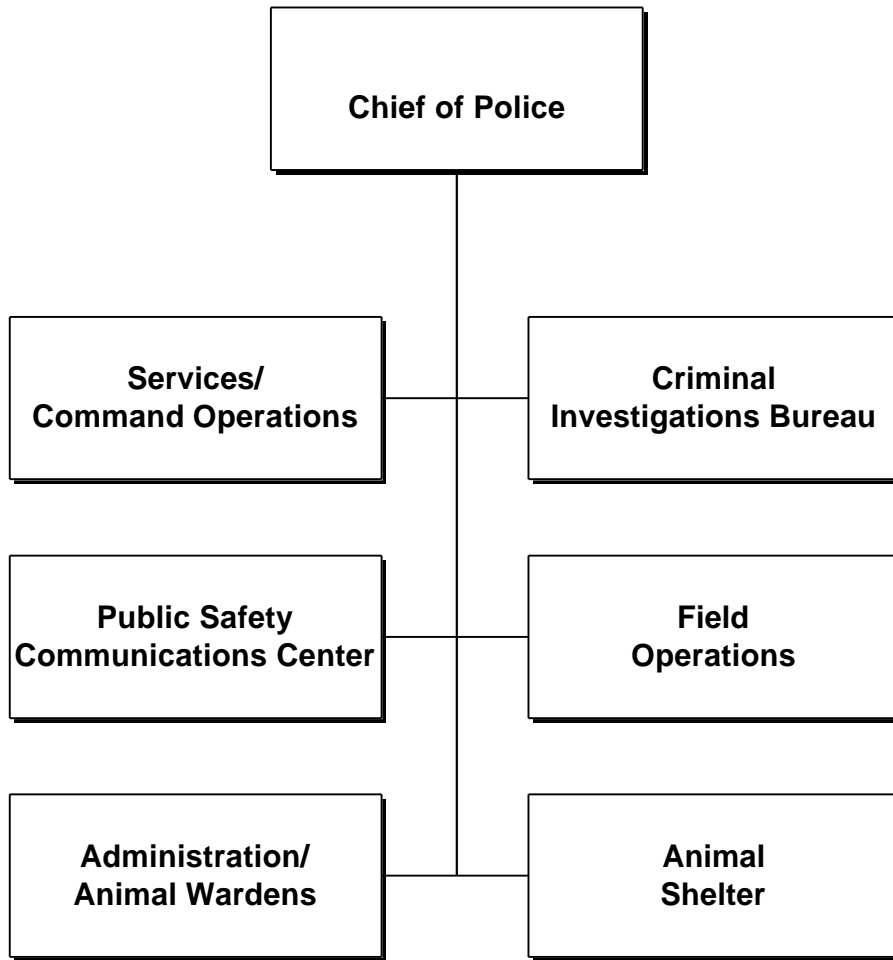 Chief of Police
Services/
Command Operations
Criminal
Investigations Bureau
Public Safety
Communications Center
Field
Operations
Administration/
Animal Wardens
Animal
Shelter